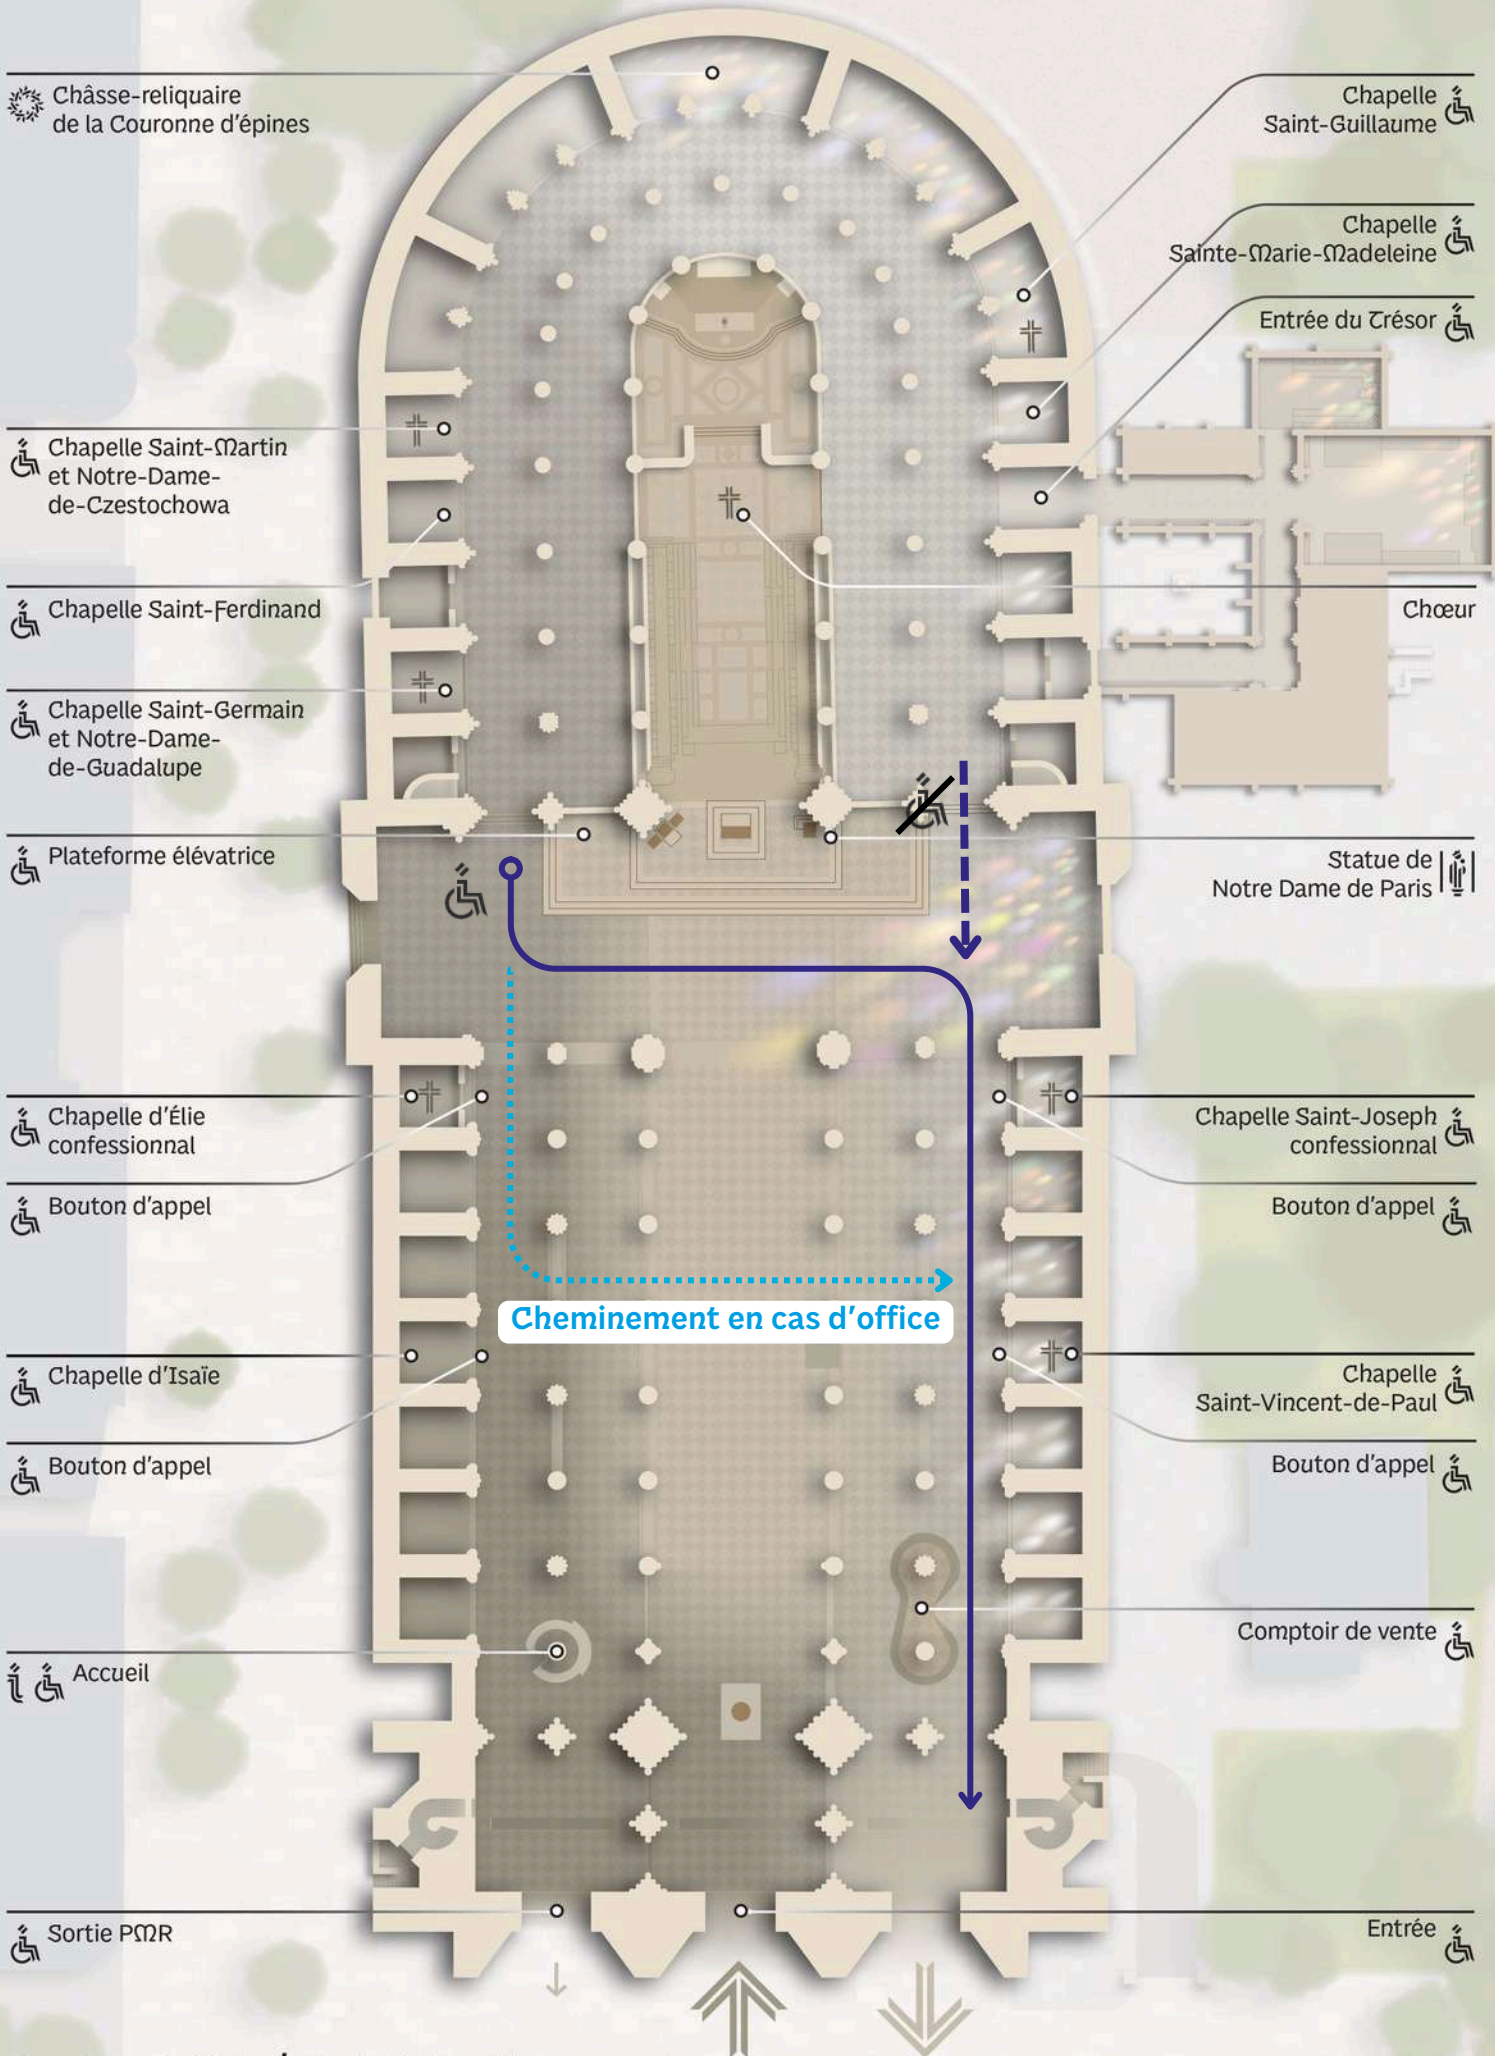 Châsse-reliquaire
de la Couronne d'épines
Chapelle Saint-Martin
et Notre-Dame-
de-Czestochowa
Chapelle Saint-Ferdinand
Chapelle Saint-Germain
et Notre-Dame-
de-Guadalupe
Plateforme élévatrice
Chapelle d'Élie
confessionnal
Bouton d'appel
Chapelle d'Isaïe
Bouton d'appel
Accueil
Sortie PMR
Chapelle
Saint-Guillaume
Chapelle
Sainte-Marie-Madeleine
Entrée du Trésor
Chœur
Statue de
Notre Dame de Paris
Chapelle Saint-Joseph
confessionnal
Bouton d'appel
Cheminement en cas d'office
Chapelle
Saint-Vincent-de-Paul
Bouton d'appel
Comptoir de vente
Entrée